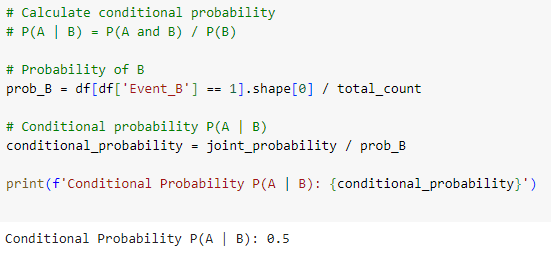 # Calculate conditional probability
# P(A | B) = P(A and B) / P(B)
# Probability of B
prob_B = df[df['Event_B'] == 1].shape[0] / total_count
# Conditional probability P(A | B)
conditional_probability = joint_probability / prob_B
print(f'Conditional Probability P(A | B): {conditional_probability}')
Conditional Probability P(A | B): 0.5